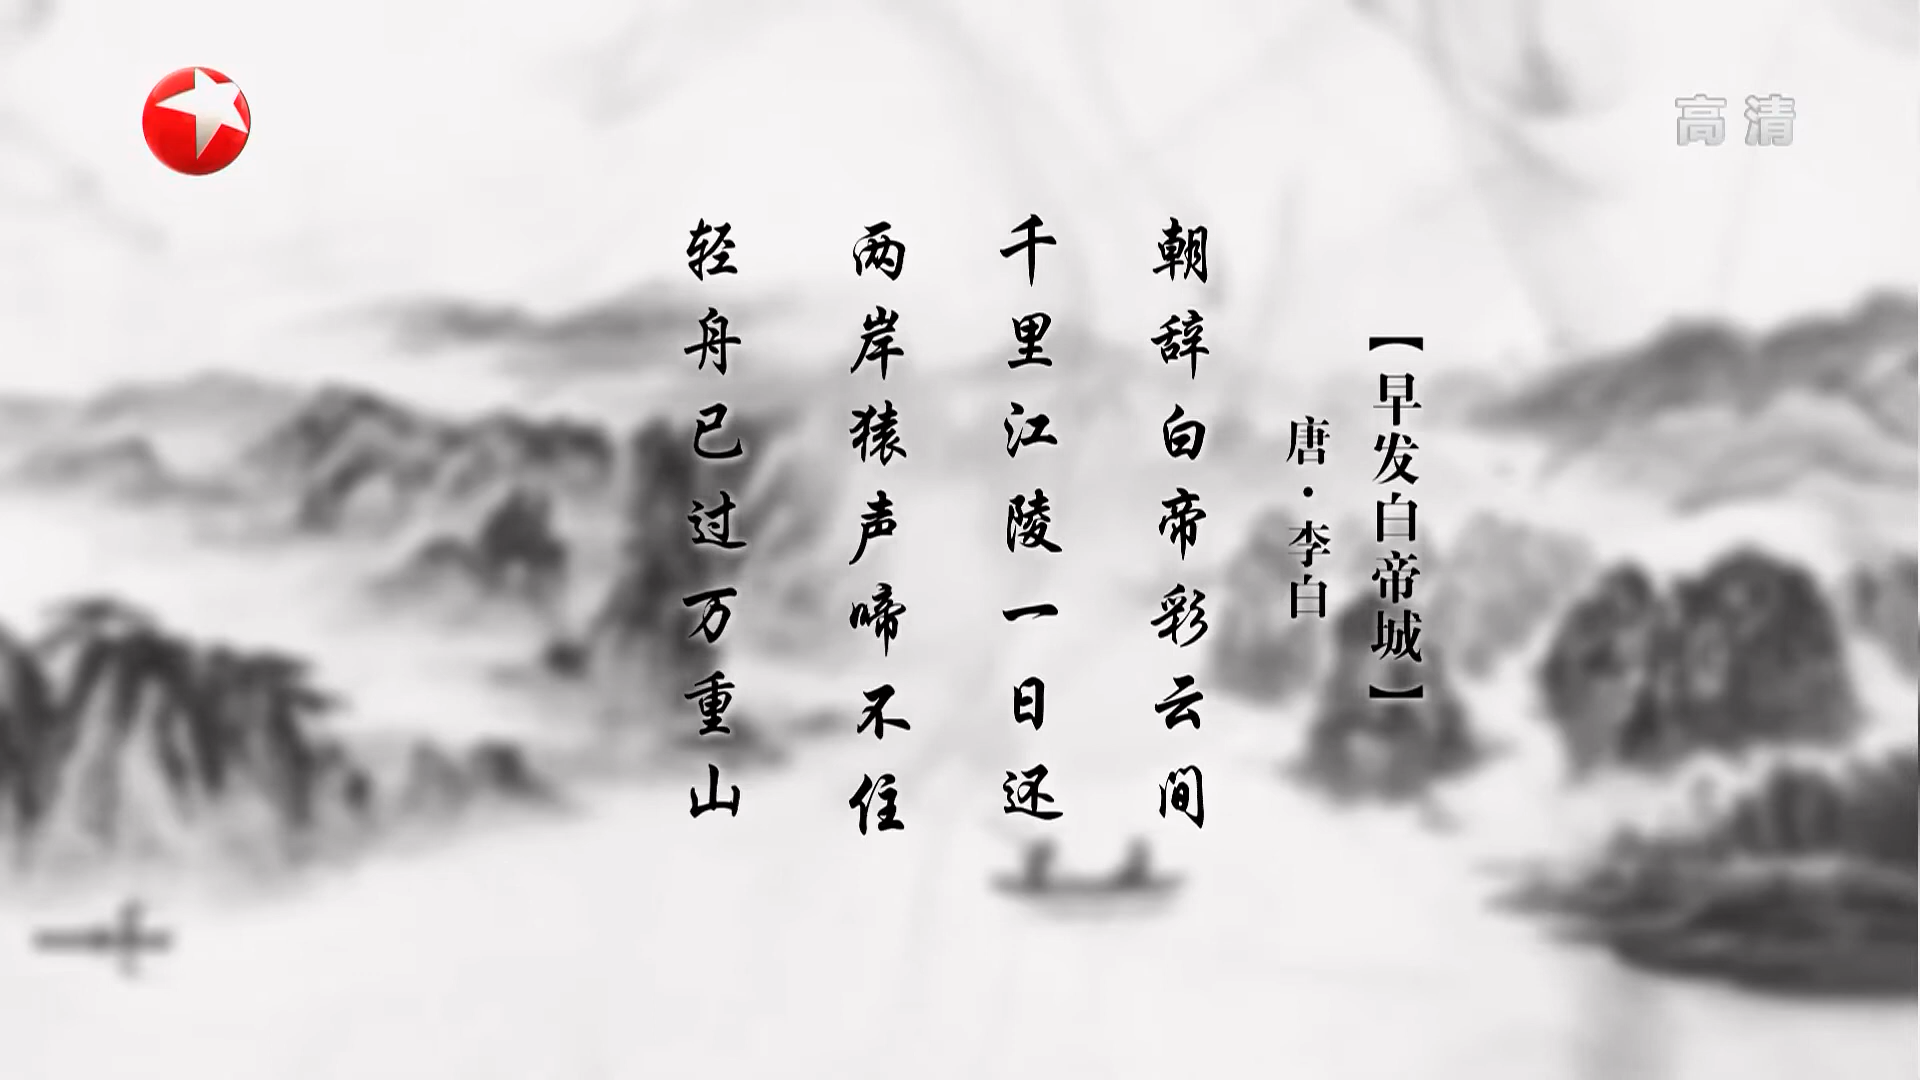 高清
【早发白帝城】
唐·李白
朝辞白帝彩云间
千里江陵一日还
两岸猿声啼不住
轻舟已过万重山